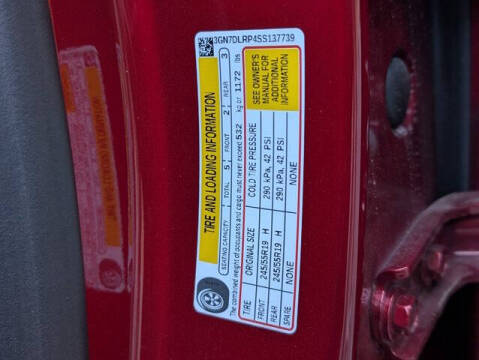 3GN7DLRP4SS137739
TIRE AND LOADING INFORMATION
SEATING CAPACITY TOTAL 5 FRONT 2 REAR 3
The combined weight of occupants and cargo must never exceed 532 kg or 1172 lbs
TIRE ORIGINAL SIZE COLD TIRE PRESSURE
FRONT 245/55R19 H 290 kPa, 42 PSI
REAR 245/55R19 H 290 kPa, 42 PSI
SPARE NONE NONE
SEE OWNER'S
MANUAL FOR
ADDITIONAL
INFORMATION